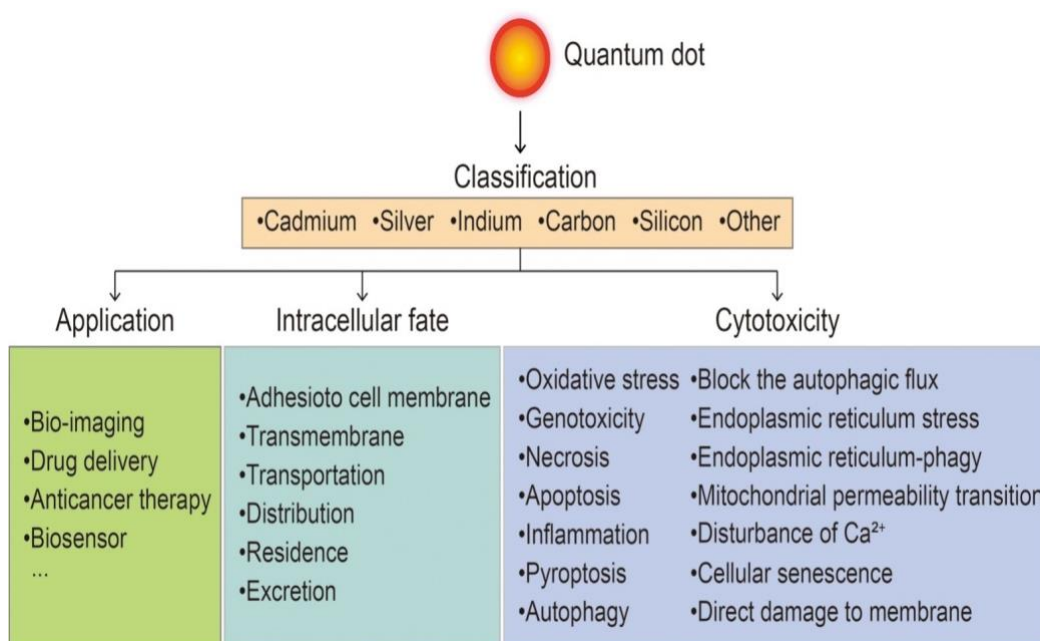 Quantum dot
Classification
•Cadmium •Silver •Indium •Carbon •Silicon •Other
Application
•Bio-imaging
•Drug delivery
•Anticancer therapy
•Biosensor
...
Intracellular fate
•Adhesioto cell membrane
•Transmembrane
•Transportation
•Distribution
•Residence
•Excretion
Cytotoxicity
•Oxidative stress •Block the autophagic flux
•Genotoxicity •Endoplasmic reticulum stress
•Necrosis •Endoplasmic reticulum-phagy
•Apoptosis •Mitochondrial permeability transition
•Inflammation •Disturbance of Ca²⁺
•Pyroptosis •Cellular senescence
•Autophagy •Direct damage to membrane